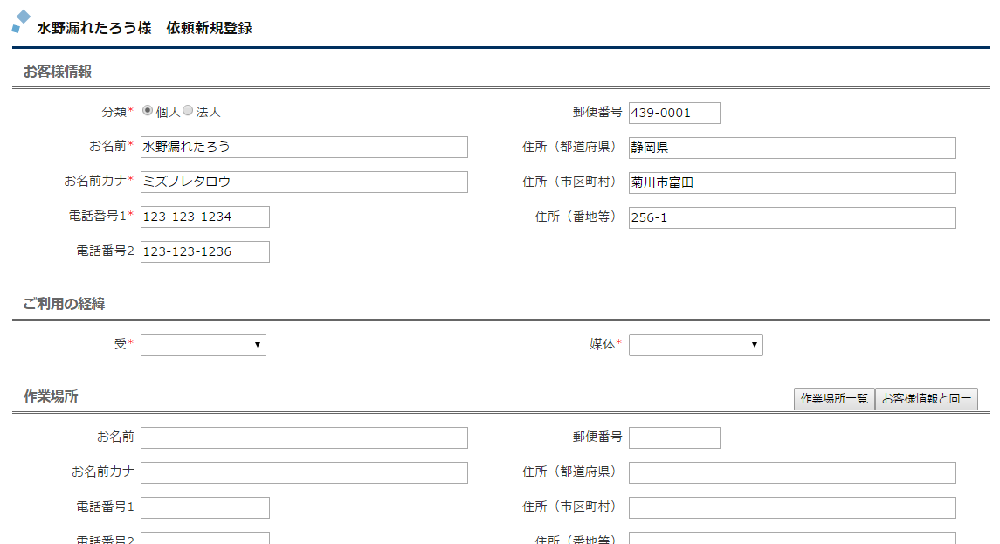 水野漏れたろう様　依頼新規登録
お客様情報
分類* 個人 法人
郵便番号 439-0001
お名前* 水野漏れたろう
住所（都道府県） 静岡県
お名前カナ* ミズノレタロウ
住所（市区町村） 菊川市富田
電話番号1* 123-123-1234
住所（番地等） 256-1
電話番号2 123-123-1236
ご利用の経緯
受*
媒体*
作業場所
作業場所一覧 お客様情報と同一
お名前
郵便番号
お名前カナ
住所（都道府県）
電話番号1
住所（市区町村）
電話番号2
住所（番地等）